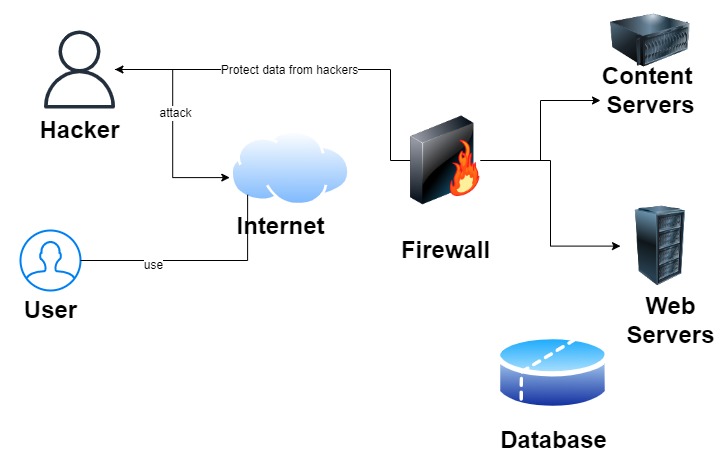 Protect data from hackers
Content
Servers
attack
Hacker
Internet
Firewall
use
User
Web
Servers
Database